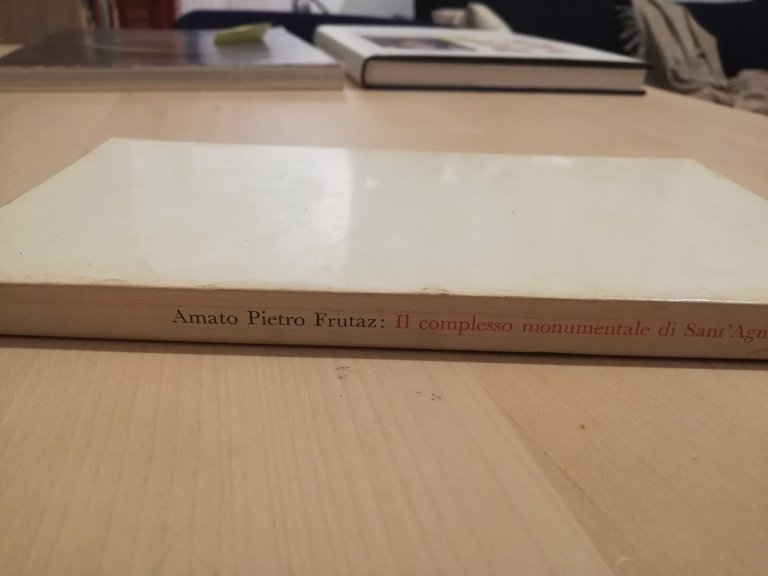 Amato Pietro Frutaz: Il complesso monumentale di Sant'Agn